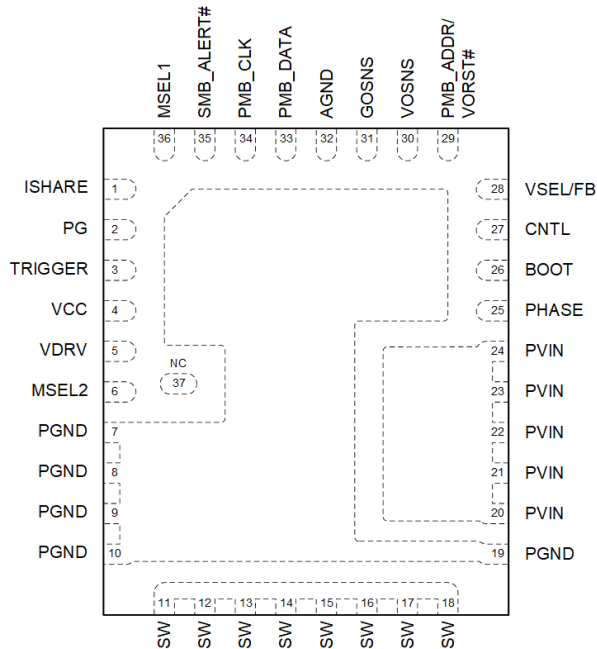 MSEL1
SMB_ALERT#
PMB_CLK
PMB_DATA
AGND
GOSNS
VOSNS
PMB_ADDR/
VORST#
36
35
34
33
32
31
30
29
ISHARE 1
28 VSEL/FB
PG 2
27 CNTL
TRIGGER 3
26 BOOT
VCC 4
25 PHASE
VDRV 5
24 PVIN
NC
37
MSEL2 6
23 PVIN
PGND 7
22 PVIN
PGND 8
21 PVIN
PGND 9
20 PVIN
PGND 10
19 PGND
11
12
13
14
15
16
17
18
SW
SW
SW
SW
SW
SW
SW
SW